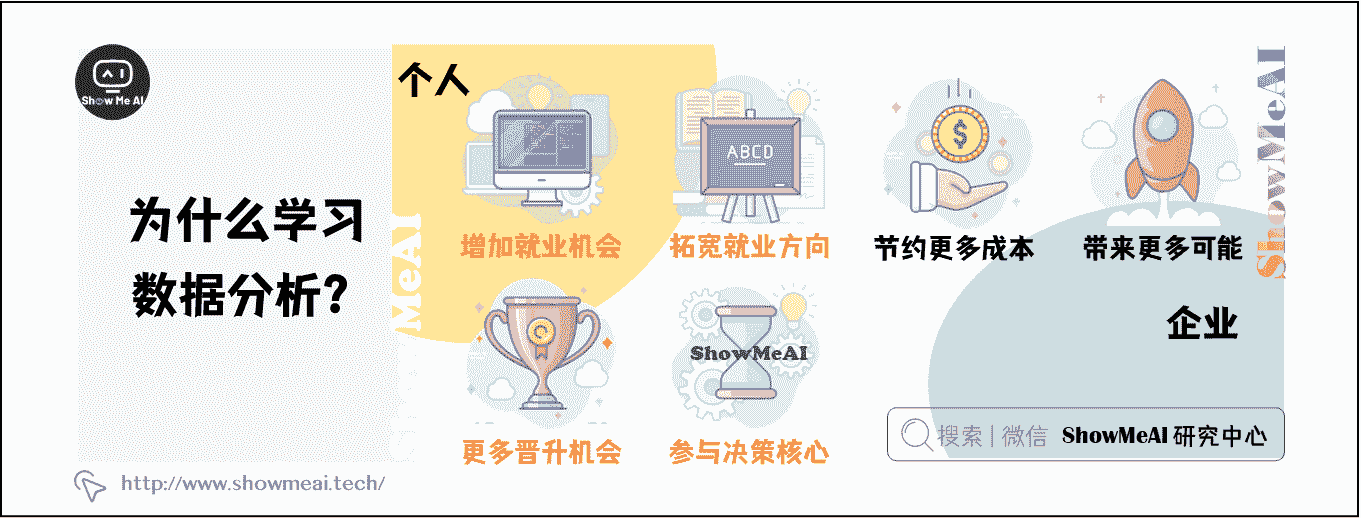 Show Me AI
为什么学习
数据分析？
个人
增加就业机会
ABCD
拓宽就业方向
更多晋升机会
ShowMeAI
参与决策核心
节约更多成本
带来更多可能
企业
ShowMeAI
ShowMeAI
搜索 | 微信 ShowMeAI 研究中心
http://www.showmeai.tech/